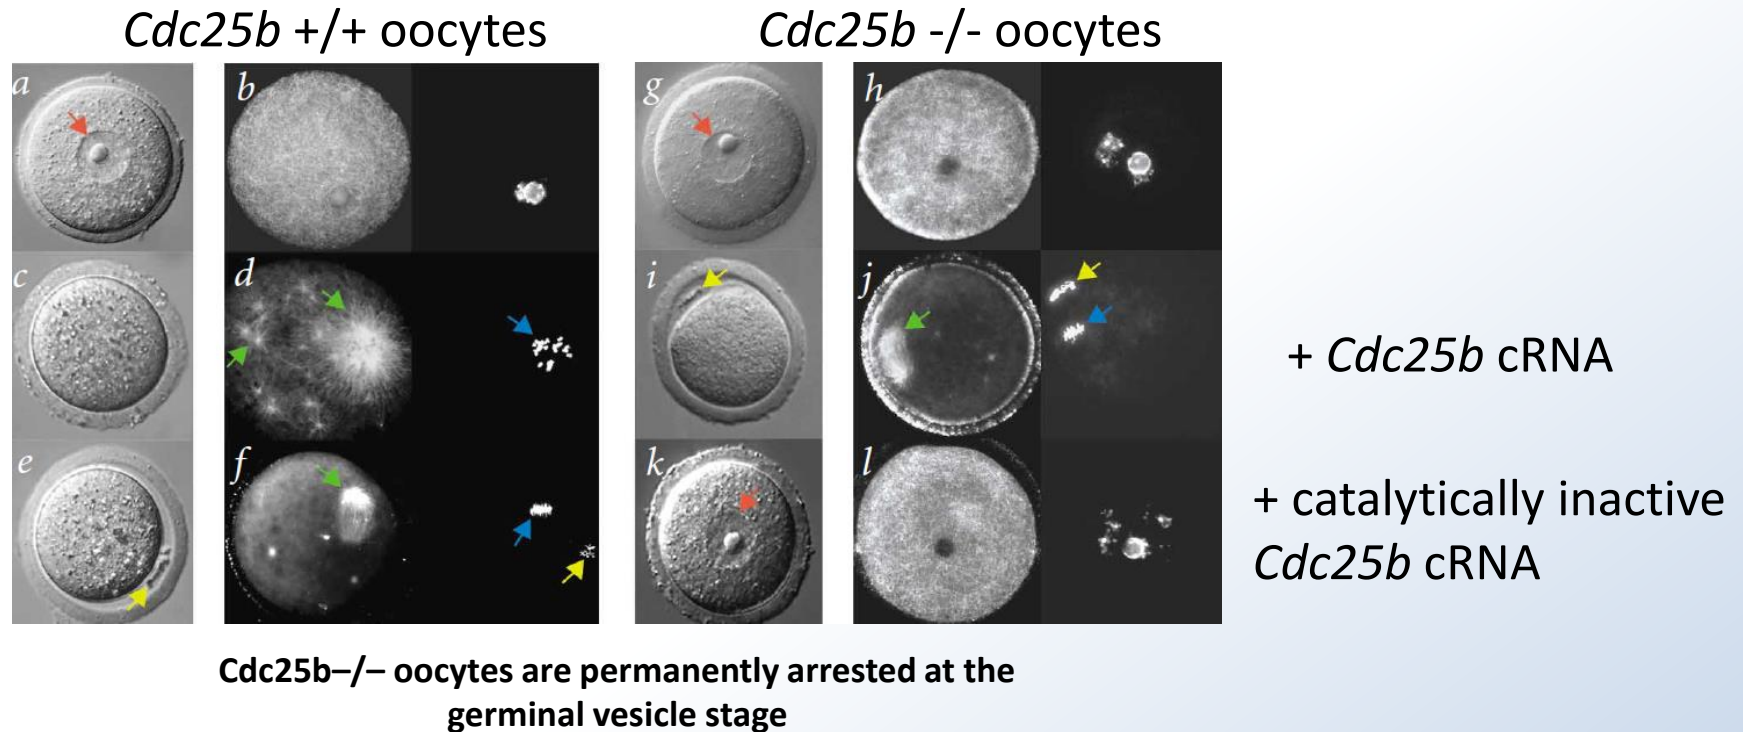 Cdc25b +/+ oocytes
Cdc25b -/- oocytes
a
b
g
h
c
d
i
j
+ Cdc25b cRNA
e
f
k
l
+ catalytically inactive
Cdc25b cRNA
Cdc25b–/– oocytes are permanently arrested at the
germinal vesicle stage